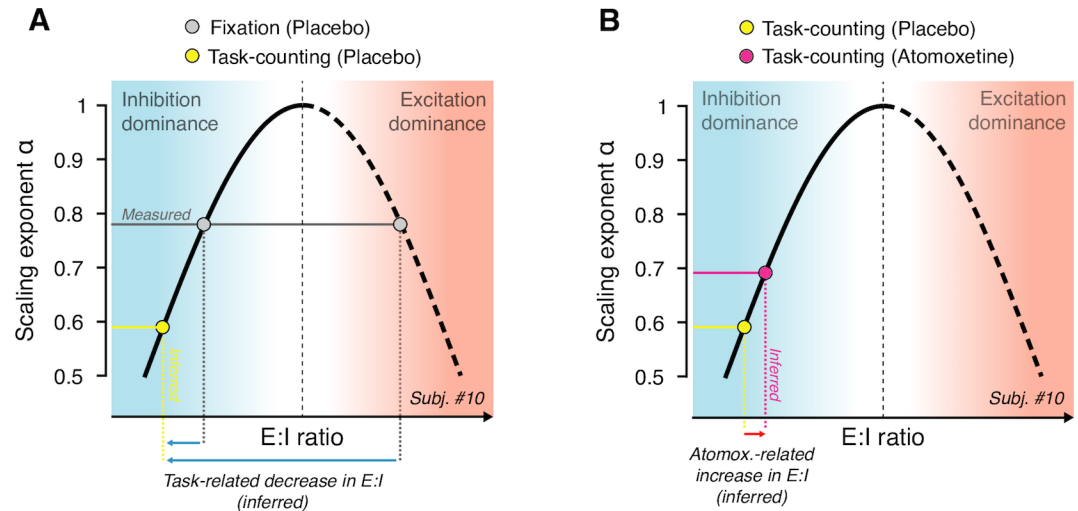 A
Fixation (Placebo)
Task-counting (Placebo)
Inhibition
dominance
Excitation
dominance
Scaling exponent α
1
0.9
0.8
0.7
0.6
0.5
Measured
Inferred
Subj. #10
E:I ratio
Task-related decrease in E:I
(inferred)
B
Task-counting (Placebo)
Task-counting (Atomoxetine)
Inhibition
dominance
Excitation
dominance
Scaling exponent α
1
0.9
0.8
0.7
0.6
0.5
Inferred
Subj. #10
E:I ratio
Atomox.-related
increase in E:I
(inferred)